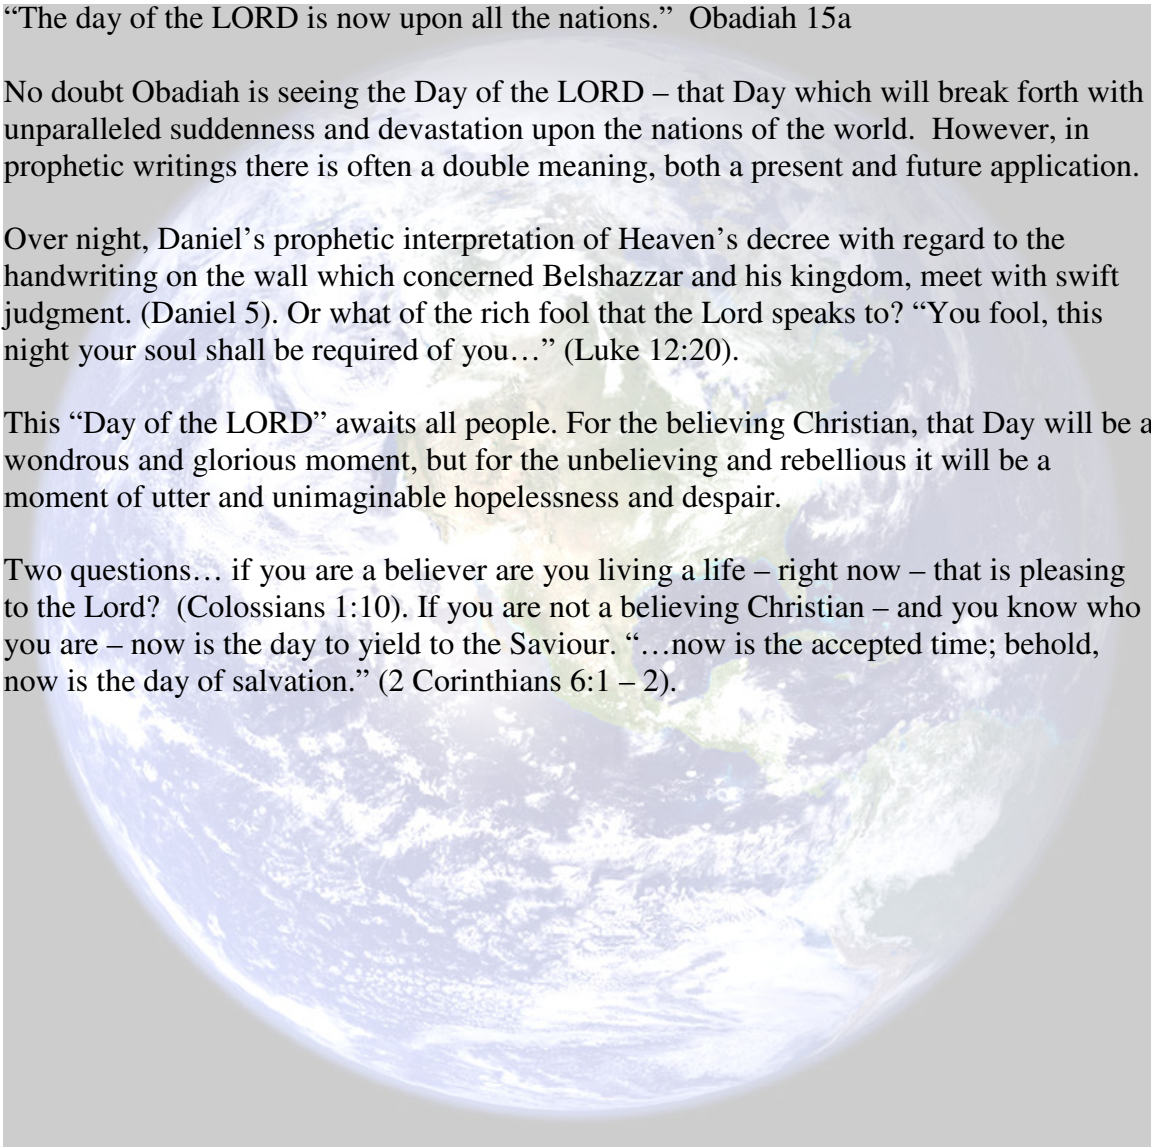 “The day of the LORD is now upon all the nations.”  Obadiah 15a
No doubt Obadiah is seeing the Day of the LORD – that Day which will break forth with
unparalleled suddenness and devastation upon the nations of the world.  However, in
prophetic writings there is often a double meaning, both a present and future application.
Over night, Daniel’s prophetic interpretation of Heaven’s decree with regard to the
handwriting on the wall which concerned Belshazzar and his kingdom, meet with swift
judgment. (Daniel 5). Or what of the rich fool that the Lord speaks to? “You fool, this
night your soul shall be required of you…” (Luke 12:20).
This “Day of the LORD” awaits all people. For the believing Christian, that Day will be a
wondrous and glorious moment, but for the unbelieving and rebellious it will be a
moment of utter and unimaginable hopelessness and despair.
Two questions… if you are a believer are you living a life – right now – that is pleasing
to the Lord?  (Colossians 1:10). If you are not a believing Christian – and you know who
you are – now is the day to yield to the Saviour. “…now is the accepted time; behold,
now is the day of salvation.” (2 Corinthians 6:1 – 2).